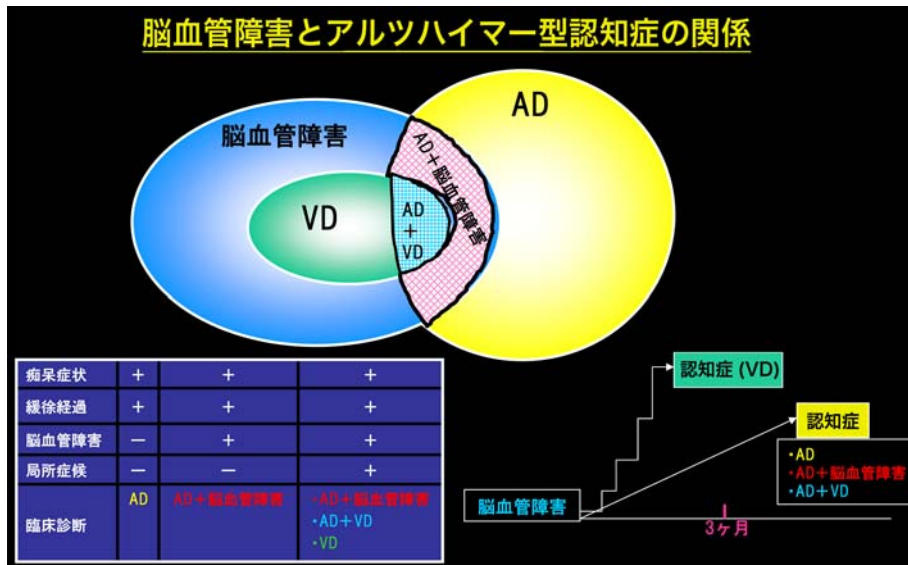 脳血管障害とアルツハイマー型認知症の関係
脳血管障害
AD
VD
AD
+
VD
AD+脳血管障害
痴呆症状 + + +
緩徐経過 + + +
脳血管障害 − + +
局所症候 − − +
臨床診断 AD AD+脳血管障害 ・AD+脳血管障害
・AD+VD
・VD
認知症 (VD)
認知症
・AD
・AD+脳血管障害
・AD+VD
脳血管障害
3ヶ月